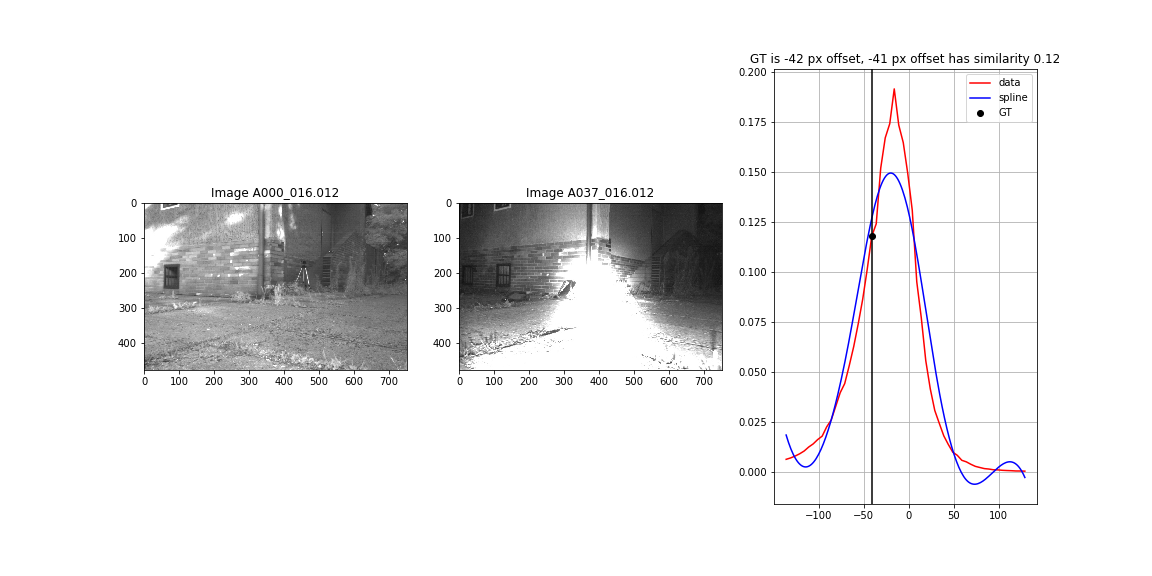 Image A000_016.012
0
100
200
300
400
0 100 200 300 400 500 600 700
Image A037_016.012
0
100
200
300
400
0 100 200 300 400 500 600 700
GT is -42 px offset, -41 px offset has similarity 0.12
data
spline
GT
0.200
0.175
0.150
0.125
0.100
0.075
0.050
0.025
0.000
−100 −50 0 50 100